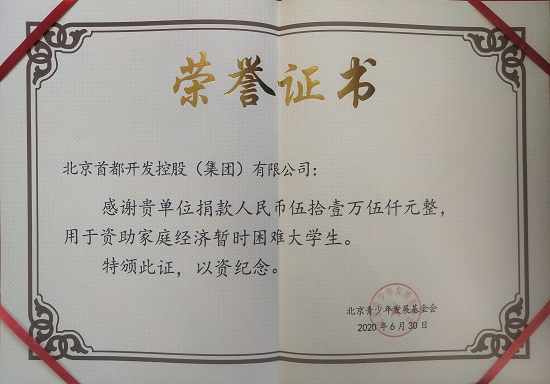 荣誉证书
北京首都开发控股（集团）有限公司：
感谢贵单位捐款人民币伍拾壹万伍仟元整，
用于资助家庭经济暂时困难大学生。
特颁此证，以资纪念。
北京青少年发展基金会
2020年6月30日